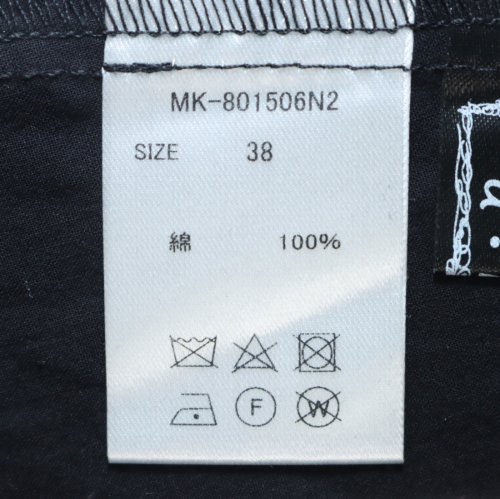 MK-801506N2
SIZE 38
綿 100%
F
W
a.